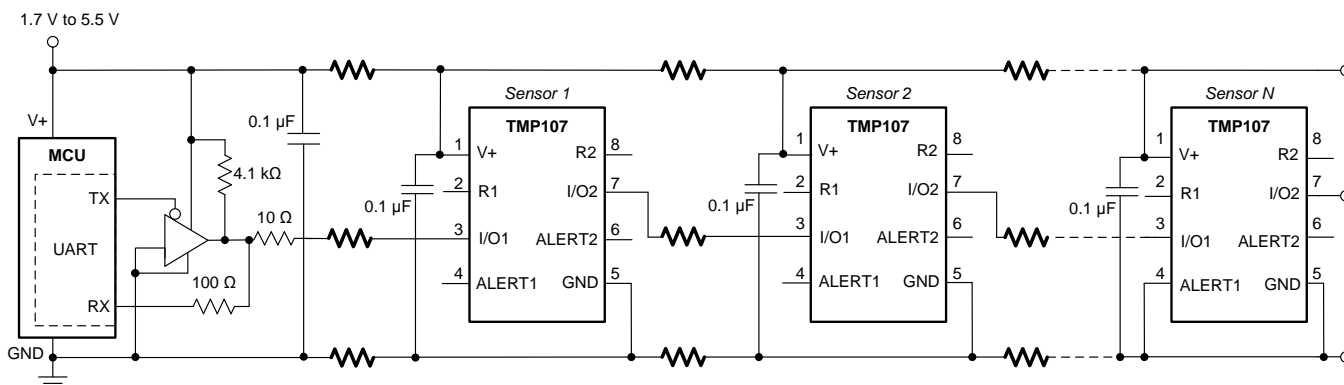 1.7 V to 5.5 V
V+
MCU
TX
UART
RX
GND
4.1 kΩ
10 Ω
100 Ω
0.1 µF
Sensor 1
TMP107
1
V+
2
R1
3
I/O1
4
ALERT1
R2
8
I/O2
7
ALERT2
6
GND
5
0.1 µF
Sensor 2
TMP107
1
V+
2
R1
3
I/O1
4
ALERT1
R2
8
I/O2
7
ALERT2
6
GND
5
0.1 µF
Sensor N
TMP107
1
V+
2
R1
3
I/O1
4
ALERT1
R2
8
I/O2
7
ALERT2
6
GND
5
0.1 µF